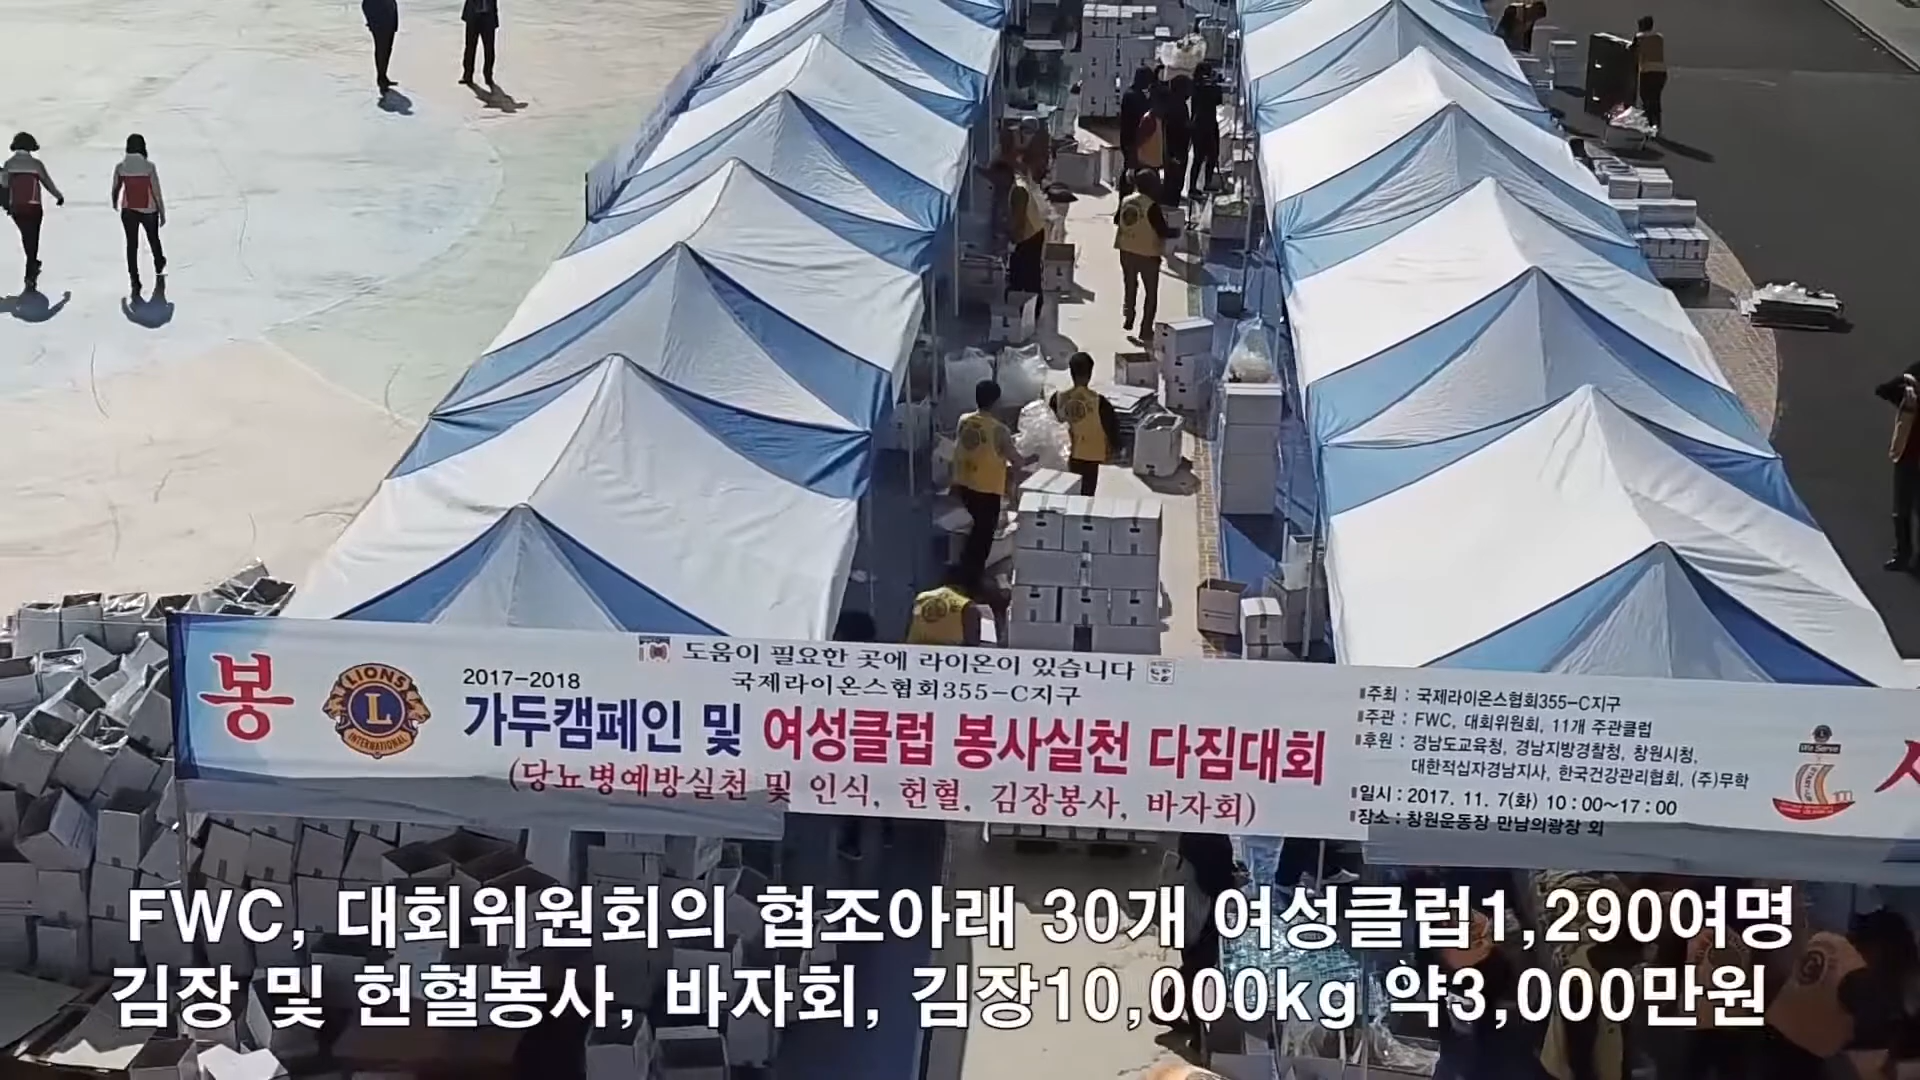 도움이 필요한 곳에 라이온이 있습니다
국제라이온스협회355-C지구
봉
LIONS
L
INTERNATIONAL
2017-2018
가두캠페인 및 여성클럽 봉사실천 다짐대회
(당뇨병예방실천 및 인식, 헌혈, 김장봉사, 바자회)
주최 : 국제라이온스협회355-C지구
주관 : FWC, 대회위원회, 11개 주관클럽
후원 : 경남도교육청, 경남지방경찰청, 창원시청,
대한적십자경남지사, 한국건강관리협회, (주)무학
일시 : 2017. 11. 7(화) 10:00~17:00
장소 : 창원운동장 만남의광장 외
We Serve
FWC, 대회위원회의 협조아래 30개 여성클럽1,290여명
김장 및 헌혈봉사, 바자회, 김장10,000kg 약3,000만원